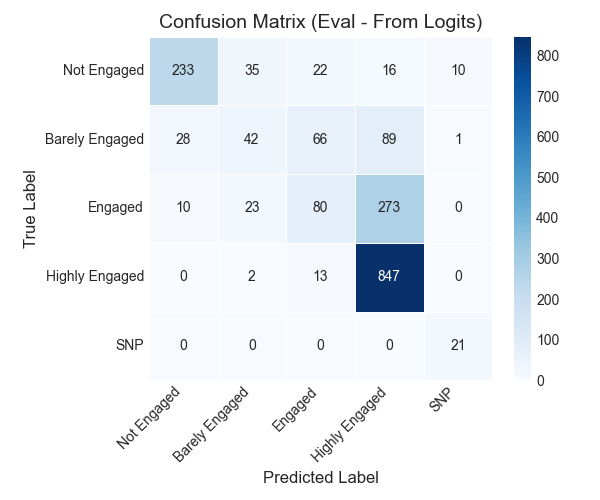 Confusion Matrix (Eval - From Logits)
True Label
Not Engaged 233 35 22 16 10
Barely Engaged 28 42 66 89 1
Engaged 10 23 80 273 0
Highly Engaged 0 2 13 847 0
SNP 0 0 0 0 21
Not Engaged Barely Engaged Engaged Highly Engaged SNP
Predicted Label
800
700
600
500
400
300
200
100
0